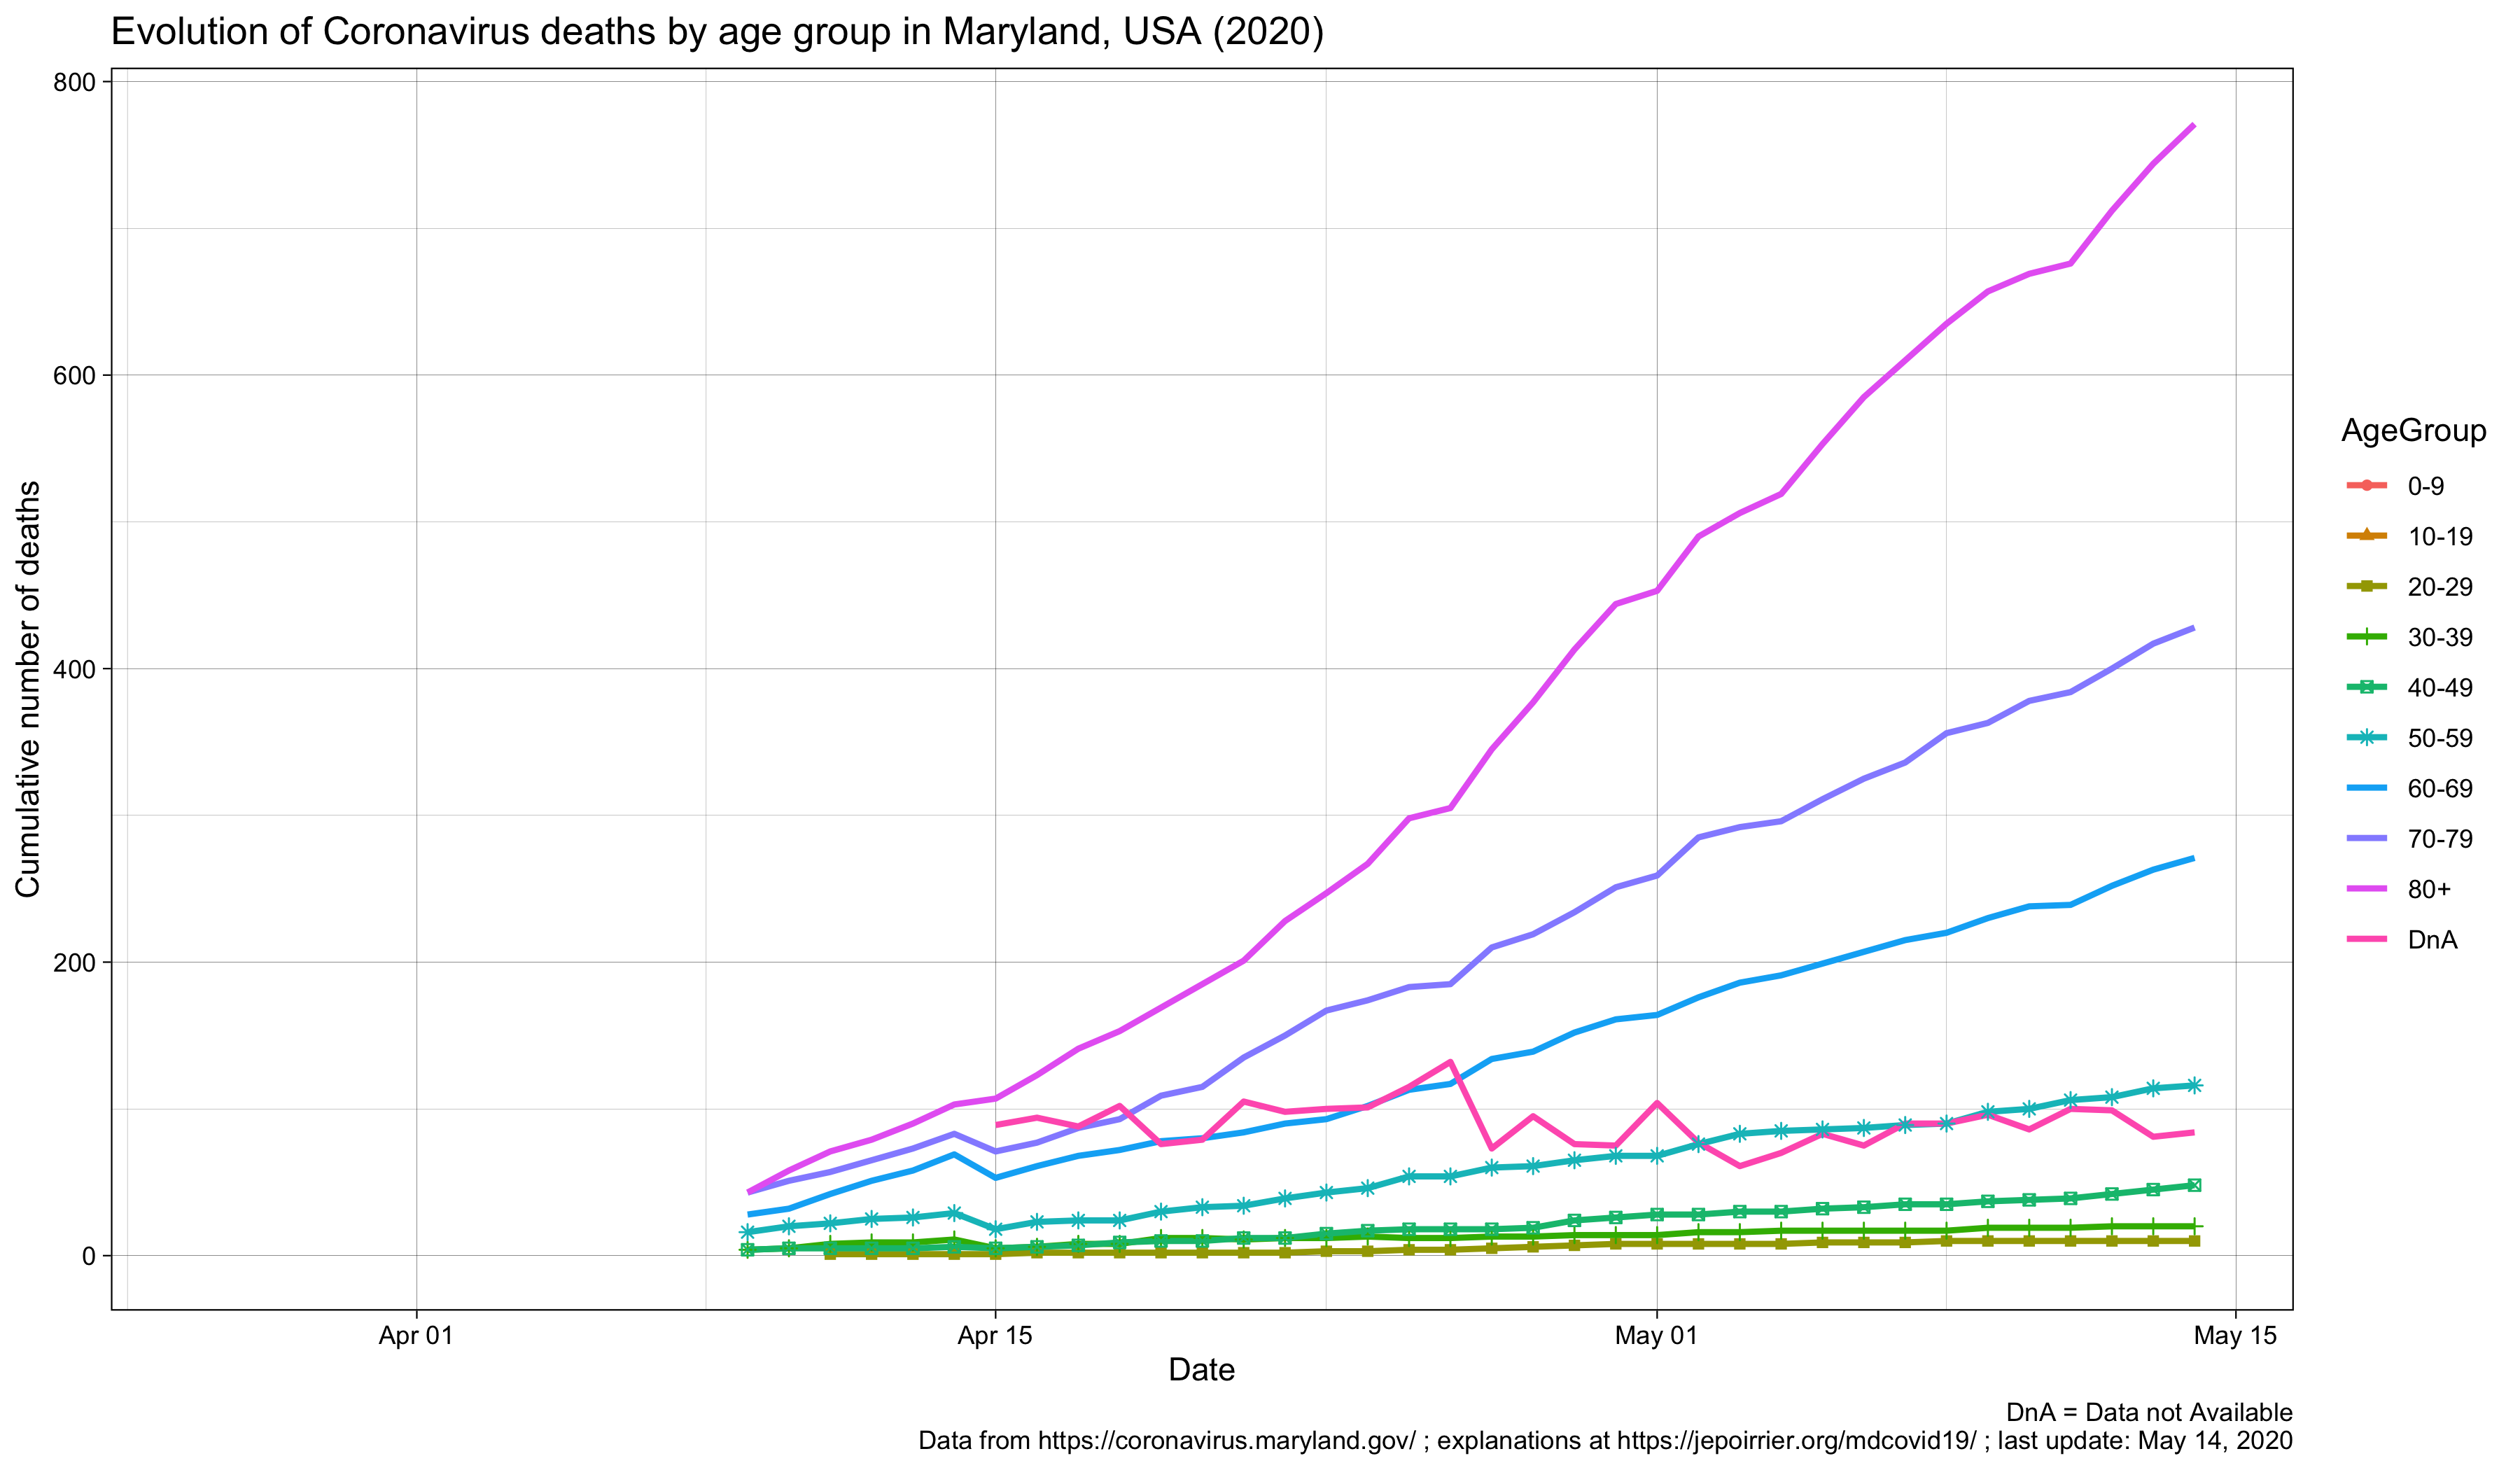 Evolution of Coronavirus deaths by age group in Maryland, USA (2020)
800
600
400
200
0
Cumulative number of deaths
Apr 01
Apr 15
May 01
May 15
Date
AgeGroup
0-9
10-19
20-29
30-39
40-49
50-59
60-69
70-79
80+
DnA
DnA = Data not Available
Data from https://coronavirus.maryland.gov/ ; explanations at https://jepoirrier.org/mdcovid19/ ; last update: May 14, 2020